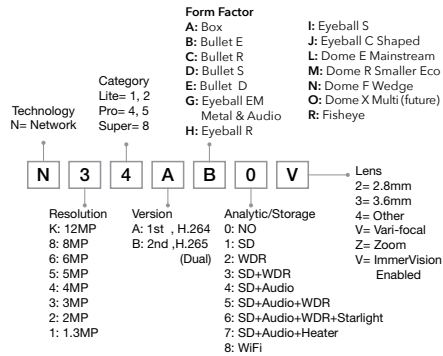 Form Factor
A: Box
B: Bullet E
C: Bullet R
D: Bullet S
E: Bullet  D
G: Eyeball EM
Metal & Audio
H: Eyeball R
I: Eyeball S
J: Eyeball C Shaped
L: Dome E Mainstream
M: Dome R Smaller Eco
N: Dome F Wedge
O: Dome X Multi (future)
R: Fisheye
Category
Lite= 1, 2
Pro= 4, 5
Super= 8
Technology
N= Network
N 3 4 A B 0 V
Resolution
K: 12MP
8: 8MP
6: 6MP
5: 5MP
4: 4MP
3: 3MP
2: 2MP
1: 1.3MP
Version
A: 1st , H.264
B: 2nd ,H.265
(Dual)
Analytic/Storage
0: NO
1: SD
2: WDR
3: SD+WDR
4: SD+Audio
5: SD+Audio+WDR
6: SD+Audio+WDR+Starlight
7: SD+Audio+Heater
8: WiFi
Lens
2= 2.8mm
3= 3.6mm
4= Other
V= Vari-focal
Z= Zoom
V= ImmerVision
Enabled